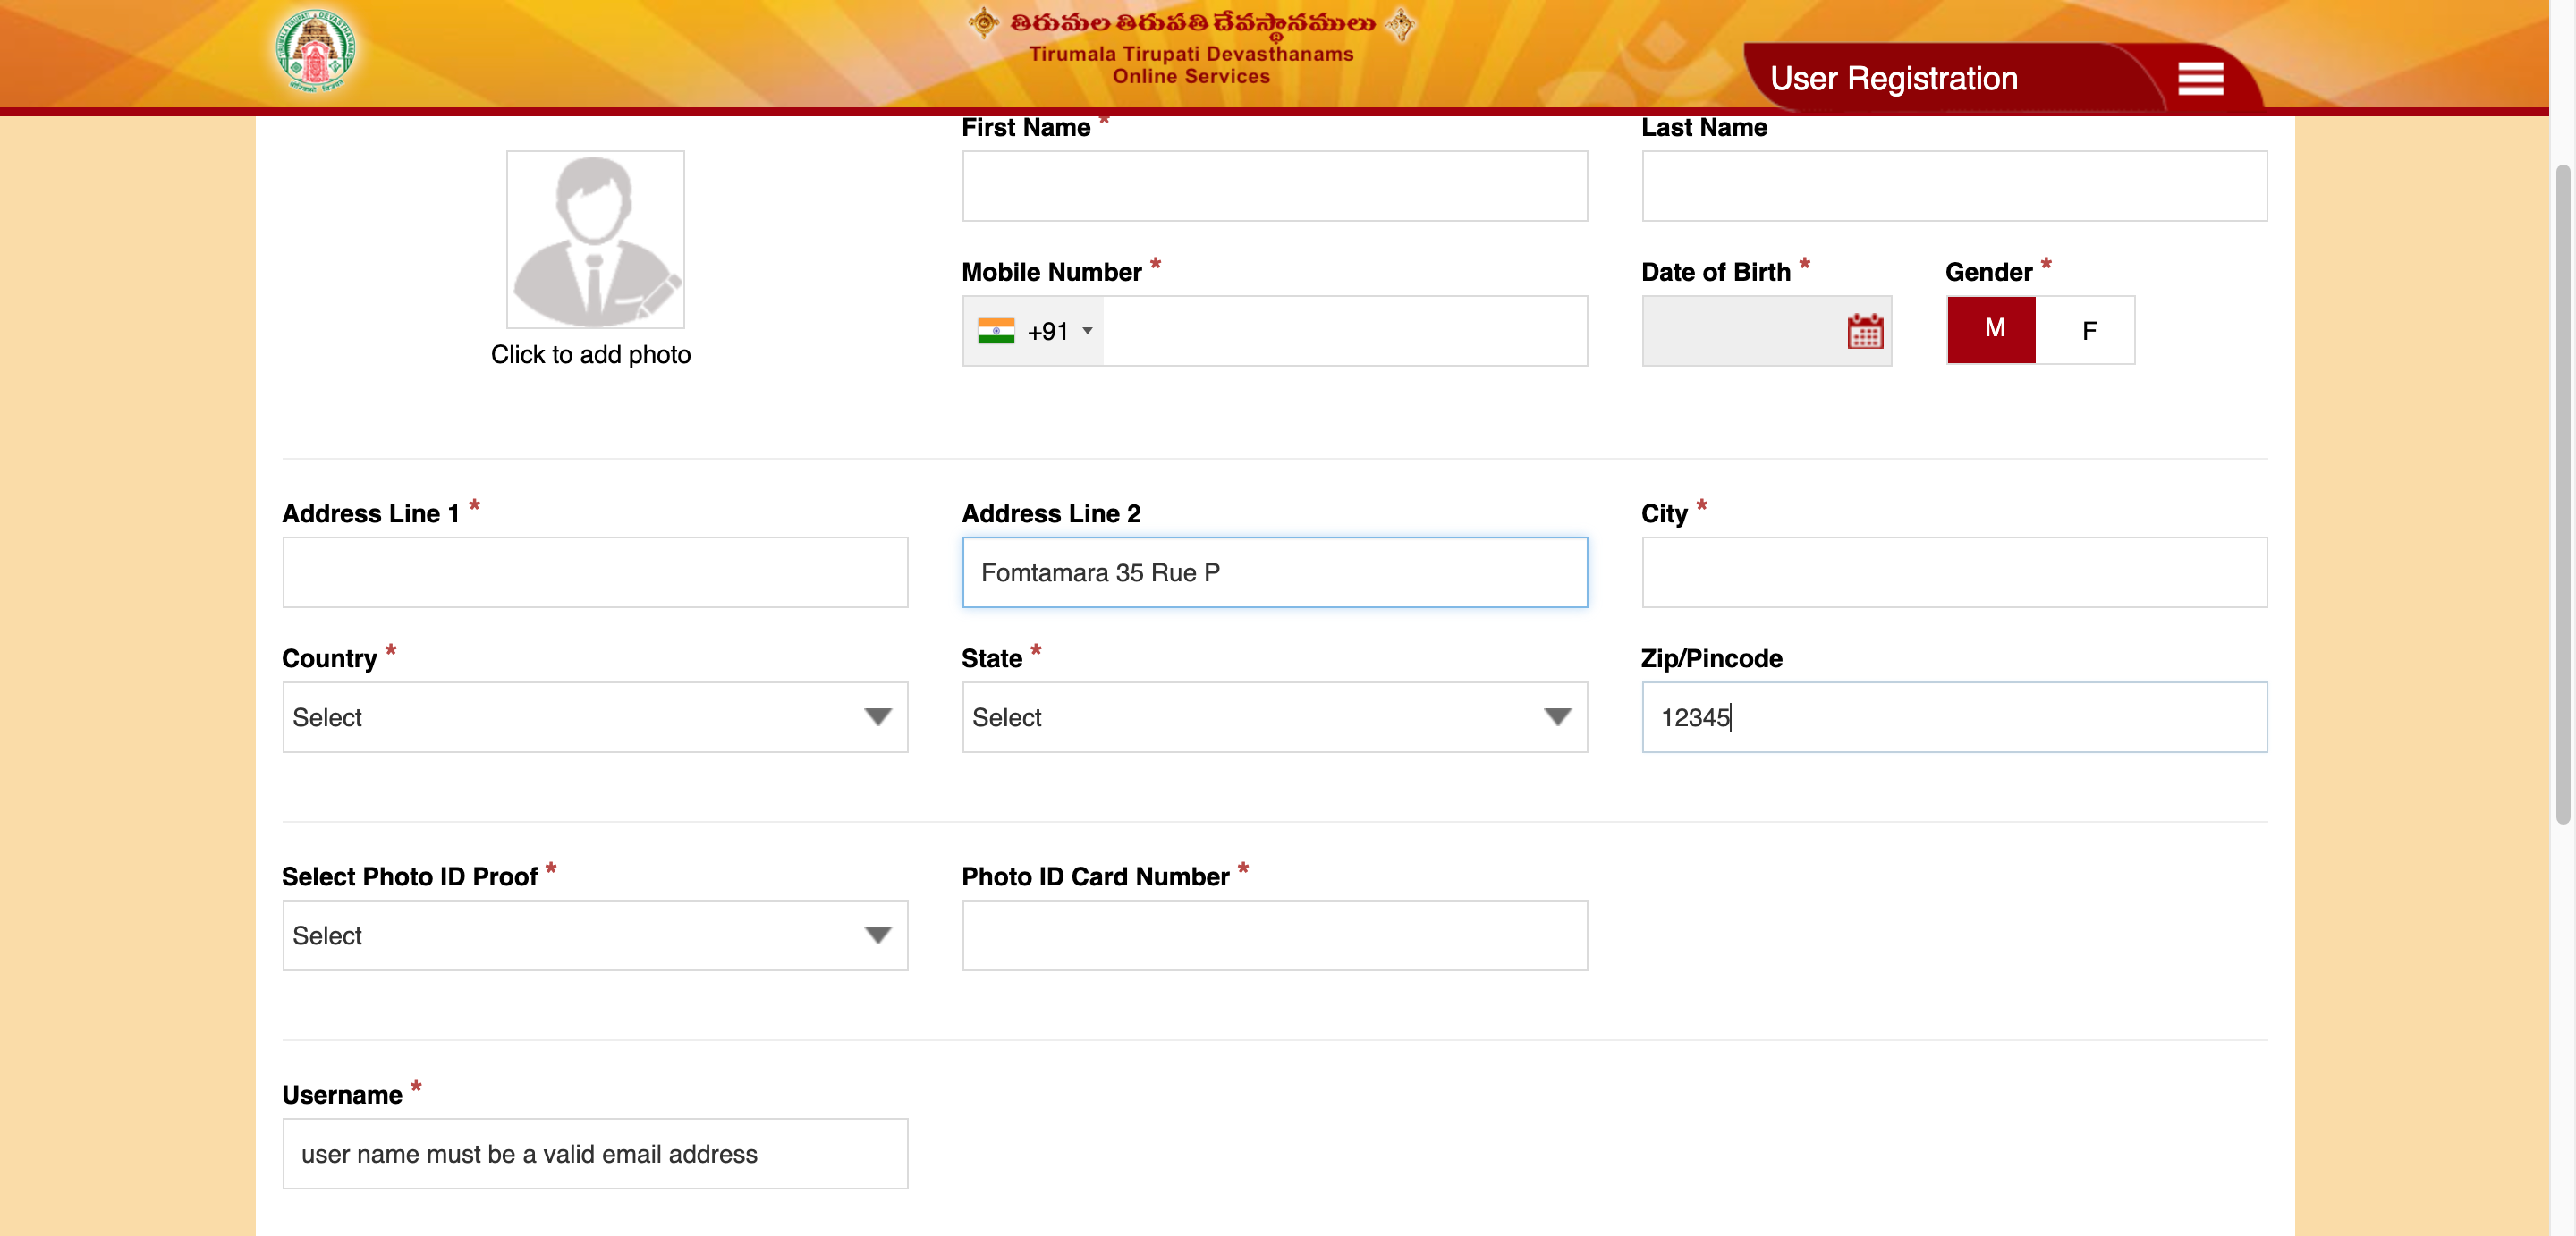 తిరుమల తిరుపతి దేవస్థానములు
Tirumala Tirupati Devasthanams
Online Services
User Registration
First Name *
Last Name
Click to add photo
Mobile Number *
+91
Date of Birth *
Gender *
M
F
Address Line 1 *
Address Line 2
Fomtamara 35 Rue P
City *
Country *
Select
State *
Select
Zip/Pincode
12345
Select Photo ID Proof *
Select
Photo ID Card Number *
Username *
user name must be a valid email address